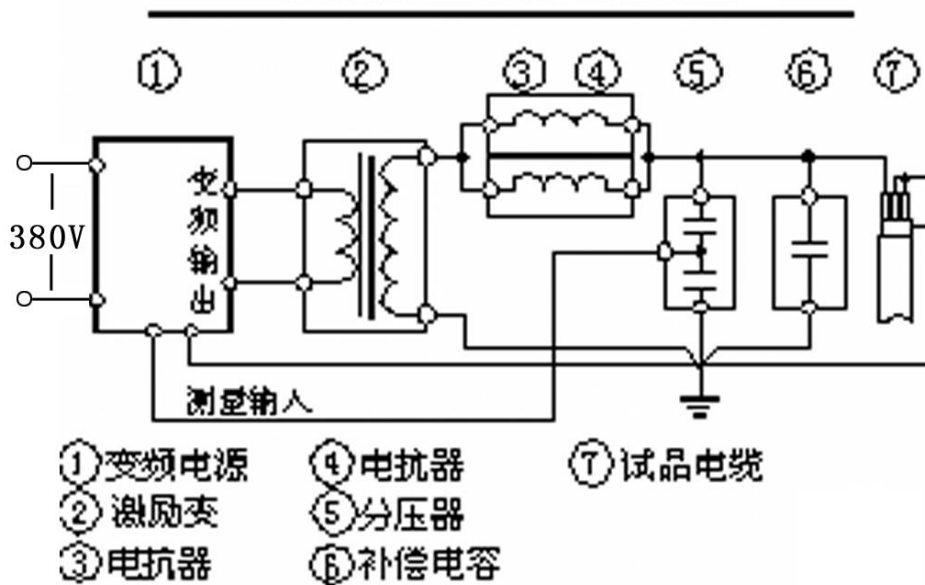 ① ② ③ ④ ⑤ ⑥ ⑦
变频输出
380V
测量输入
①变频电源 ④电抗器 ⑦试品电缆
②激励变 ⑤分压器
③电抗器 ⑥补偿电容